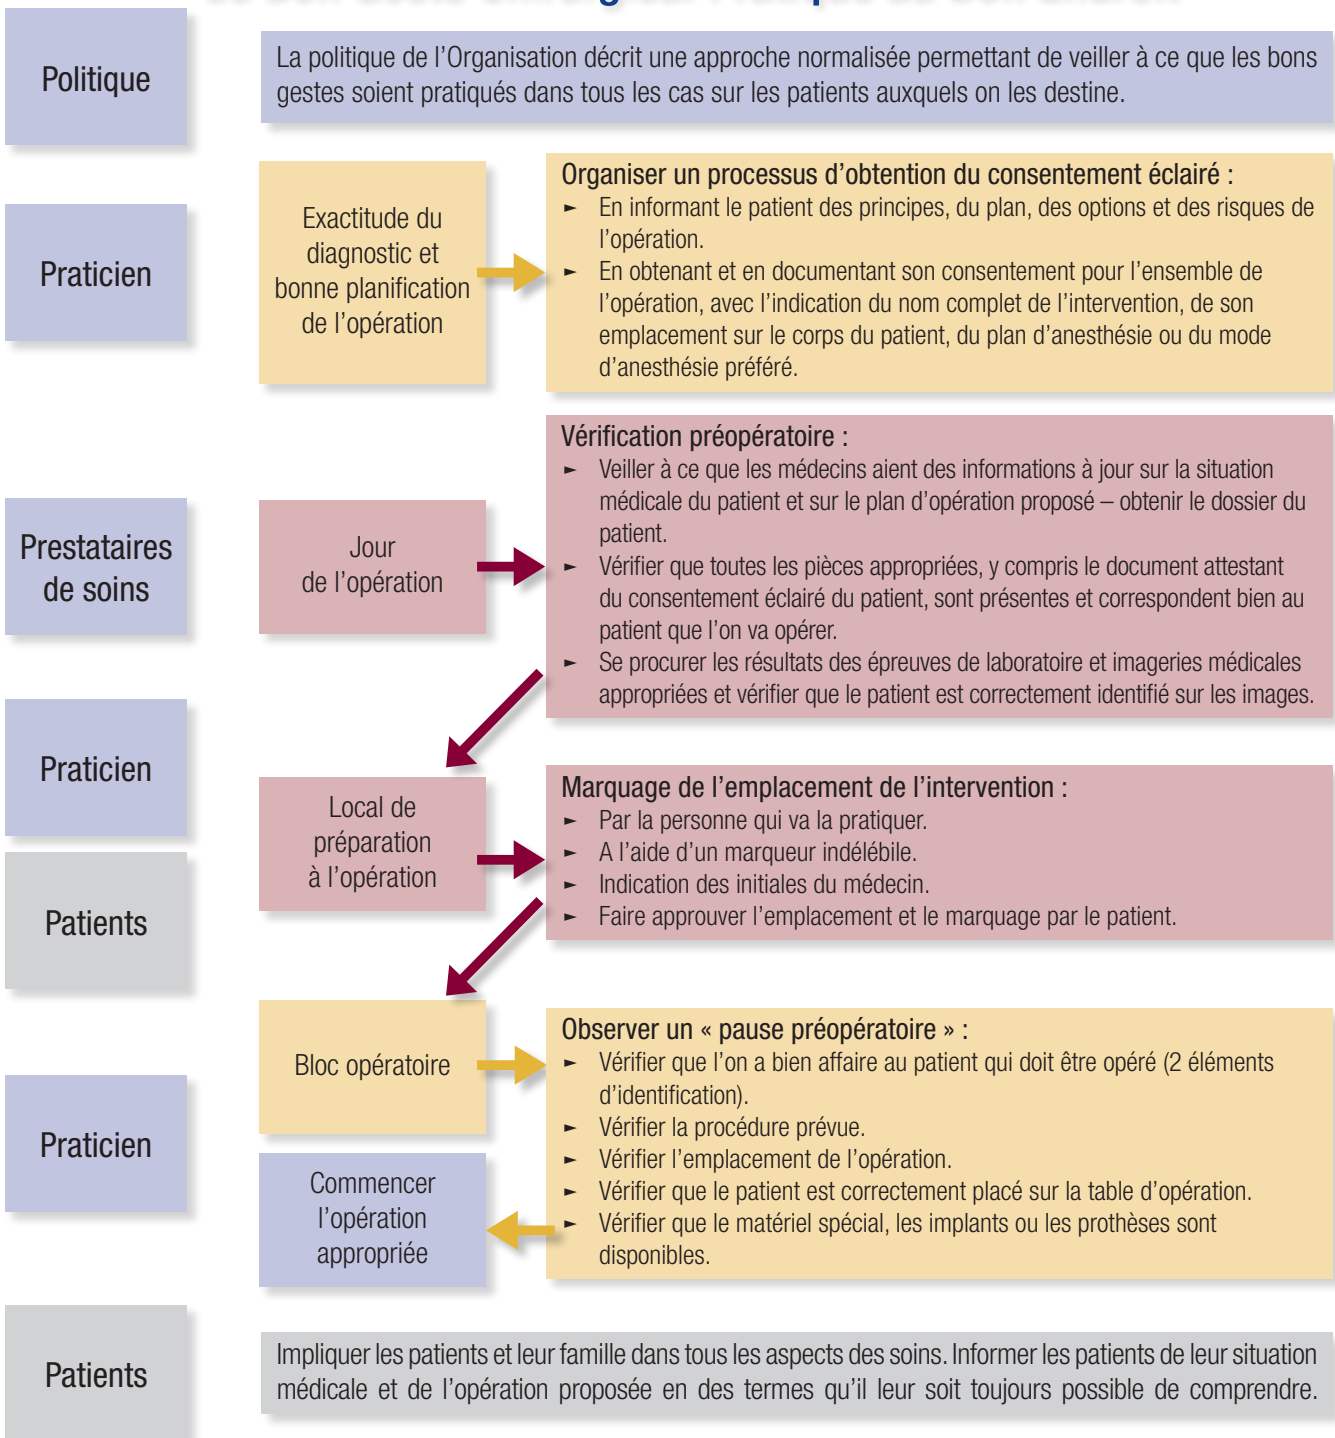 Politique
La politique de l’Organisation décrit une approche normalisée permettant de veiller à ce que les bons
gestes soient pratiqués dans tous les cas sur les patients auxquels on les destine.
Praticien
Exactitude du
diagnostic et
bonne planification
de l’opération
Organiser un processus d’obtention du consentement éclairé :
► En informant le patient des principes, du plan, des options et des risques de
l’opération.
► En obtenant et en documentant son consentement pour l’ensemble de
l’opération, avec l’indication du nom complet de l’intervention, de son
emplacement sur le corps du patient, du plan d’anesthésie ou du mode
d’anesthésie préféré.
Prestataires
de soins
Jour
de l’opération
Vérification préopératoire :
► Veiller à ce que les médecins aient des informations à jour sur la situation
médicale du patient et sur le plan d’opération proposé – obtenir le dossier du
patient.
► Vérifier que toutes les pièces appropriées, y compris le document attestant
du consentement éclairé du patient, sont présentes et correspondent bien au
patient que l’on va opérer.
► Se procurer les résultats des épreuves de laboratoire et imageries médicales
appropriées et vérifier que le patient est correctement identifié sur les images.
Praticien
Patients
Local de
préparation
à l’opération
Marquage de l’emplacement de l’intervention :
► Par la personne qui va la pratiquer.
► A l’aide d’un marqueur indélébile.
► Indication des initiales du médecin.
► Faire approuver l’emplacement et le marquage par le patient.
Praticien
Bloc opératoire
Observer un « pause préopératoire » :
► Vérifier que l’on a bien affaire au patient qui doit être opéré (2 éléments
d’identification).
► Vérifier la procédure prévue.
► Vérifier l’emplacement de l’opération.
► Vérifier que le patient est correctement placé sur la table d’opération.
► Vérifier que le matériel spécial, les implants ou les prothèses sont
disponibles.
Commencer
l’opération
appropriée
Patients
Impliquer les patients et leur famille dans tous les aspects des soins. Informer les patients de leur situation
médicale et de l’opération proposée en des termes qu’il leur soit toujours possible de comprendre.